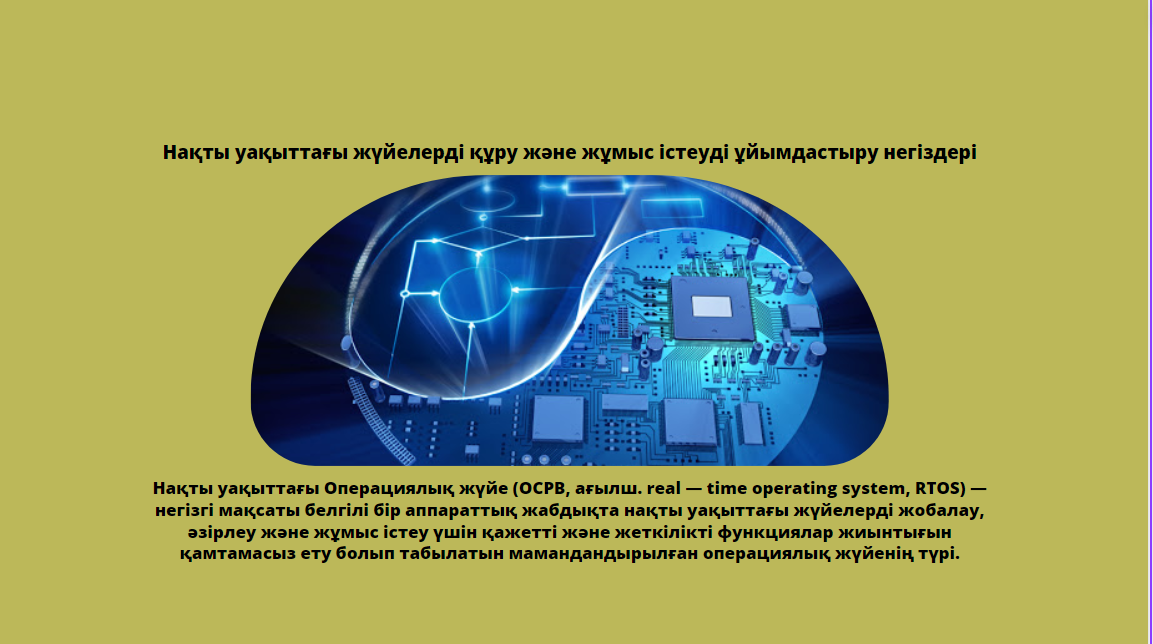 Нақты уақыттағы жүйелерді құру және жұмыс істеуді ұйымдастыру негіздері
Нақты уақыттағы Операциялық жүйе (ОСРВ, ағылш. real — time operating system, RTOS) —
негізгі мақсаты белгілі бір аппараттық жабдықта нақты уақыттағы жүйелерді жобалау,
әзірлеу және жұмыс істеу үшін қажетті және жеткілікті функциялар жиынтығын
қамтамасыз ету болып табылатын мамандандырылған операциялық жүйенің түрі.